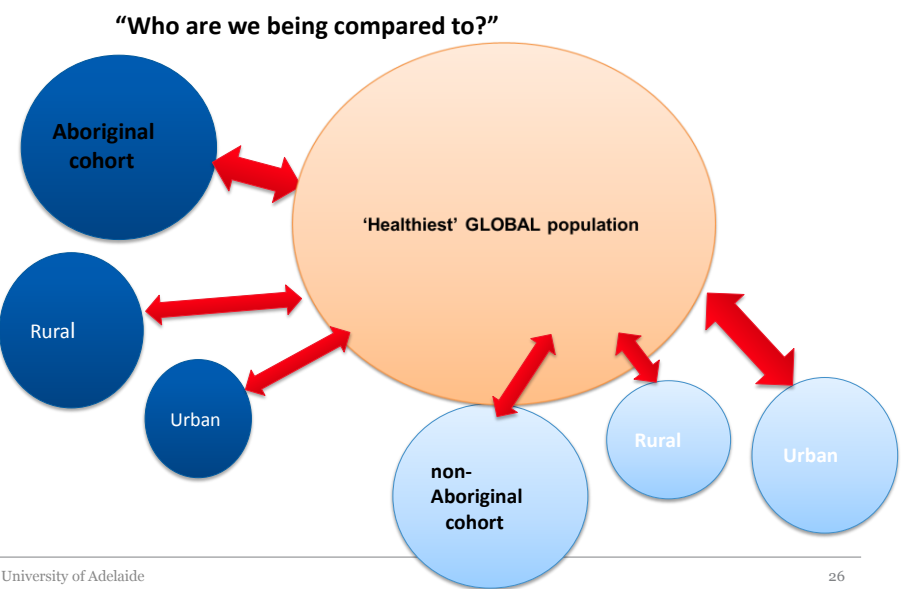 “Who are we being compared to?”
Aboriginal
cohort
‘Healthiest’ GLOBAL population
Rural
Urban
non-
Aboriginal
cohort
Rural
Urban
University of Adelaide
26